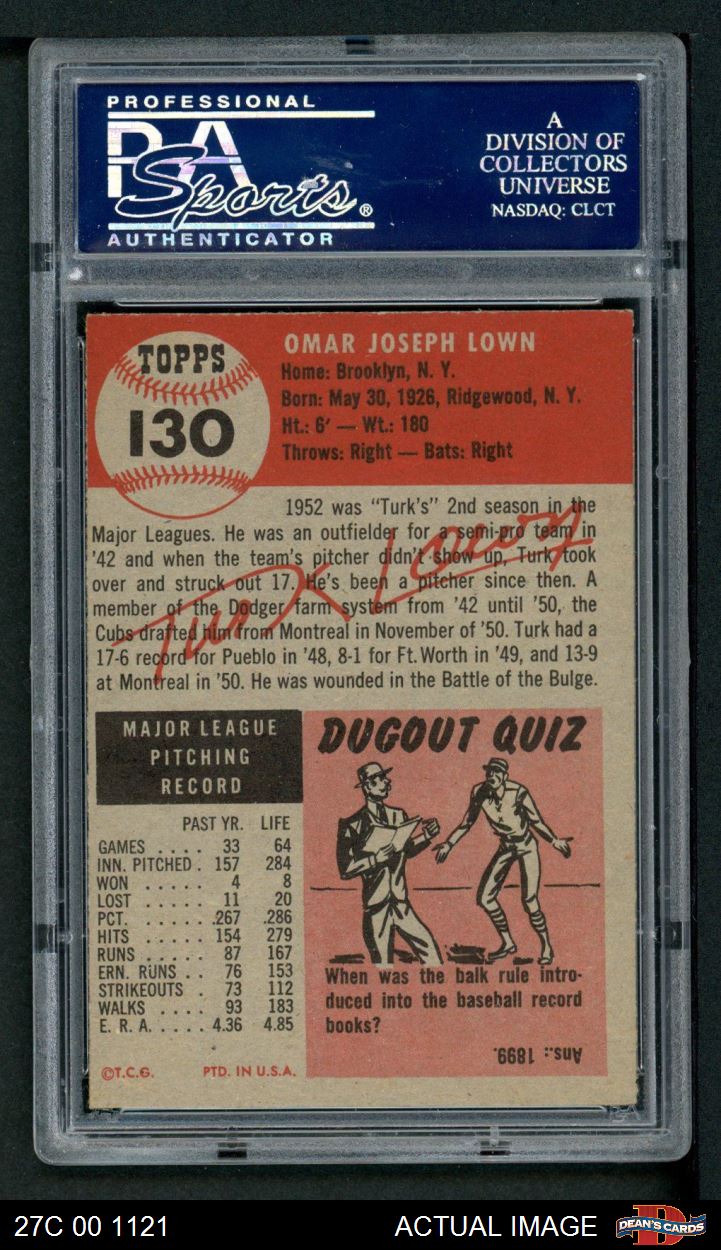 PROFESSIONAL
PSA
Sports®
AUTHENTICATOR
A
DIVISION OF
COLLECTORS
UNIVERSE
NASDAQ: CLCT
TOPPS
130
OMAR JOSEPH LOWN
Home: Brooklyn, N. Y.
Born: May 30, 1926, Ridgewood, N. Y.
Ht.: 6′ — Wt.: 180
Throws: Right — Bats: Right
1952 was "Turk's" 2nd season in the
Major Leagues. He was an outfielder for a semi-pro team in
'42 and when the team's pitcher didn't show up, Turk took
over and struck out 17. He's been a pitcher since then. A
member of the Dodger farm system from '42 until '50, the
Cubs drafted him from Montreal in November of '50. Turk had a
17-6 record for Pueblo in '48, 8-1 for Ft. Worth in '49, and 13-9
at Montreal in '50. He was wounded in the Battle of the Bulge.
Turk Lown
MAJOR LEAGUE
PITCHING
RECORD
PAST YR. LIFE
GAMES 33 64
INN. PITCHED 157 284
WON 4 8
LOST 11 20
PCT. .267 .286
HITS 154 279
RUNS 87 167
ERN. RUNS 76 153
STRIKEOUTS 73 112
WALKS 93 183
E. R. A. 4.36 4.85
©T.C.G. PTD. IN U.S.A.
DUGOUT QUIZ
When was the balk rule intro-
duced into the baseball record
books?
Ans.: 1899.
27C 00 1121
ACTUAL IMAGE
D
DEAN'S CARDS